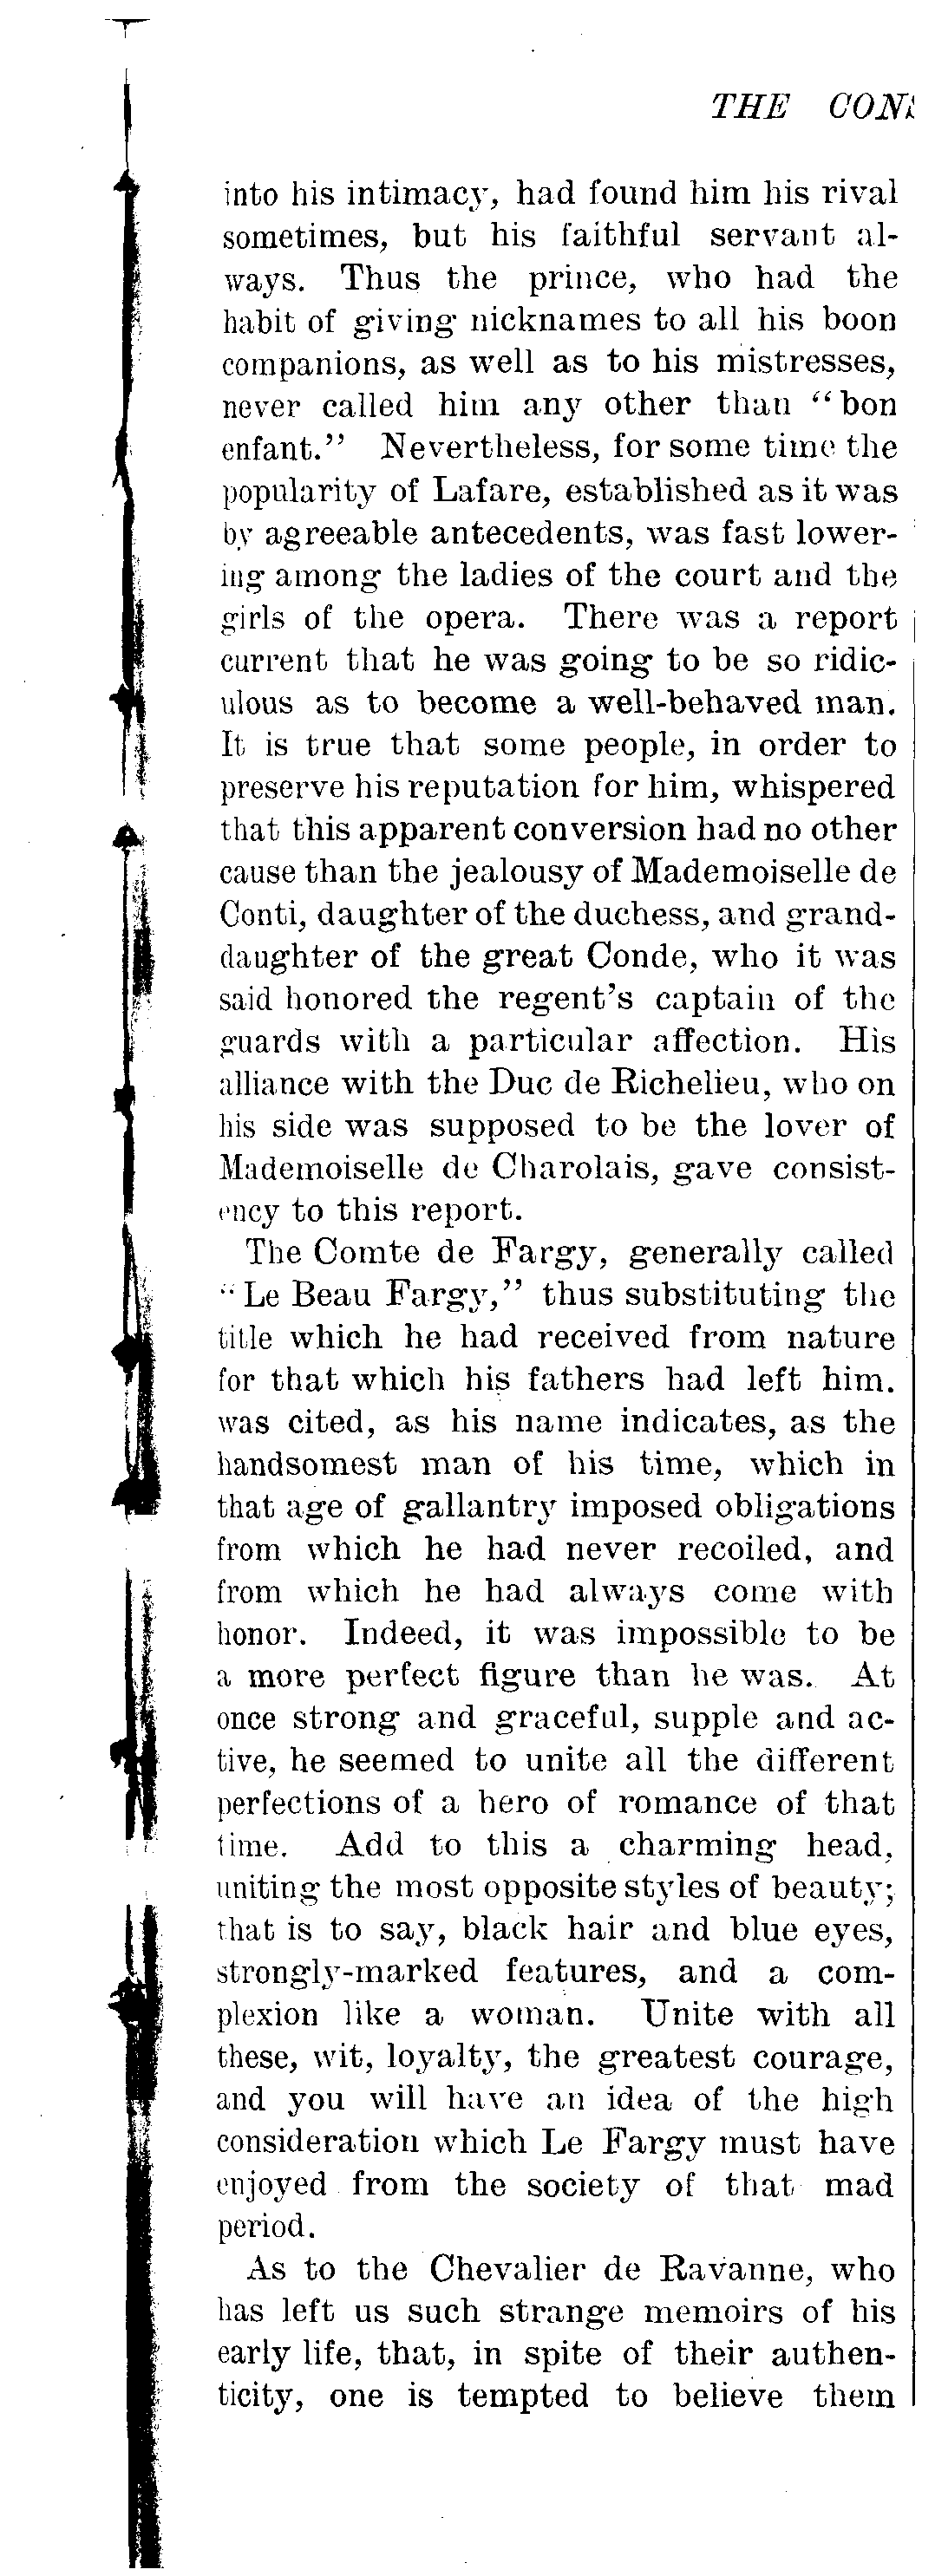 THE CONS
into his intimacy, had found him his rival
sometimes, but his faithful servant al-
ways. Thus the prince, who had the
habit of giving nicknames to all his boon
companions, as well as to his mistresses,
never called him any other than “bon
enfant.” Nevertheless, for some time the
popularity of Lafare, established as it was
by agreeable antecedents, was fast lower-
ing among the ladies of the court and the
girls of the opera. There was a report
current that he was going to be so ridic-
ulous as to become a well-behaved man.
It is true that some people, in order to
preserve his reputation for him, whispered
that this apparent conversion had no other
cause than the jealousy of Mademoiselle de
Conti, daughter of the duchess, and grand-
daughter of the great Conde, who it was
said honored the regent’s captain of the
guards with a particular affection. His
alliance with the Duc de Richelieu, who on
his side was supposed to be the lover of
Mademoiselle de Charolais, gave consist-
ency to this report.
The Comte de Fargy, generally called
“Le Beau Fargy,” thus substituting the
title which he had received from nature
for that which his fathers had left him.
was cited, as his name indicates, as the
handsomest man of his time, which in
that age of gallantry imposed obligations
from which he had never recoiled, and
from which he had always come with
honor. Indeed, it was impossible to be
a more perfect figure than he was. At
once strong and graceful, supple and ac-
tive, he seemed to unite all the different
perfections of a hero of romance of that
time. Add to this a charming head,
uniting the most opposite styles of beauty;
that is to say, black hair and blue eyes,
strongly-marked features, and a com-
plexion like a woman. Unite with all
these, wit, loyalty, the greatest courage,
and you will have an idea of the high
consideration which Le Fargy must have
enjoyed from the society of that mad
period.
As to the Chevalier de Ravanne, who
has left us such strange memoirs of his
early life, that, in spite of their authen-
ticity, one is tempted to believe them